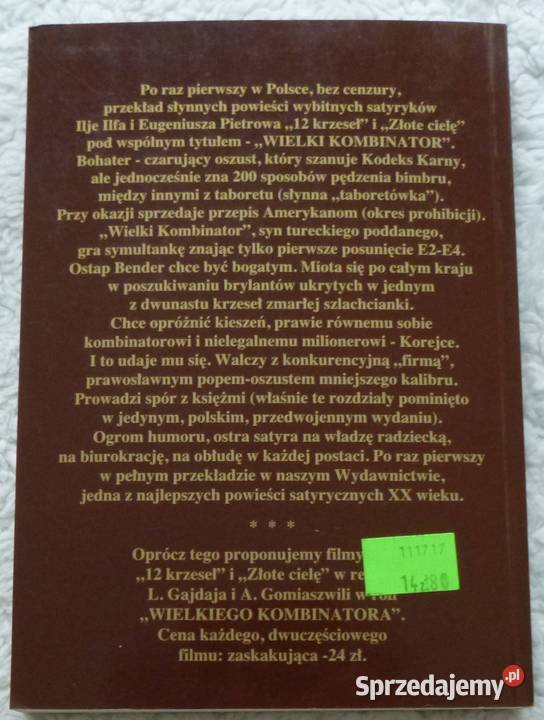 Po raz pierwszy w Polsce, bez cenzury,
przekład słynnych powieści wybitnych satyryków
Ilje Ilfa i Eugeniusza Pietrowa „12 krzeseł” i „Złote cielę”
pod wspólnym tytułem - „WIELKI KOMBINATOR”.
Bohater - czarujący oszust, który szanuje Kodeks Karny,
ale jednocześnie zna 200 sposobów pędzenia bimbru,
między innymi z taboretu (słynna „taboretówka”).
Przy okazji sprzedaje przepis Amerykanom (okres prohibicji).
„Wielki Kombinator”, syn tureckiego poddanego,
gra symultankę znając tylko pierwsze posunięcie E2-E4.
Ostap Bender chce być bogatym. Miota się po całym kraju
w poszukiwaniu brylantów ukrytych w jednym
z dwunastu krzeseł zmarłej szlachcianki.
Chce opróżnić kieszeń, prawie równemu sobie
kombinatorowi i nielegalnemu milionerowi - Korejce.
I to udaje mu się. Walczy z konkurencyjną „firmą”,
prawosławnym popem-oszustem mniejszego kalibru.
Prowadzi spór z księżmi (właśnie te rozdziały pominięto
w jedynym, polskim, przedwojennym wydaniu).
Ogrom humoru, ostra satyra na władzę radziecką,
na biurokrację, na obłudę w każdej postaci. Po raz pierwszy
w pełnym przekładzie w naszym Wydawnictwie,
jedna z najlepszych powieści satyrycznych XX wieku.
* * *
Oprócz tego proponujemy filmy
„12 krzeseł” i „Złote cielę” w
L. Gajdaja i A. Gomiaszwili w
„WIELKIEGO KOMBINATORA”.
Cena każdego, dwuczęściowego
filmu: zaskakująca -24 zł.
111717
Sprzedajemy.pl